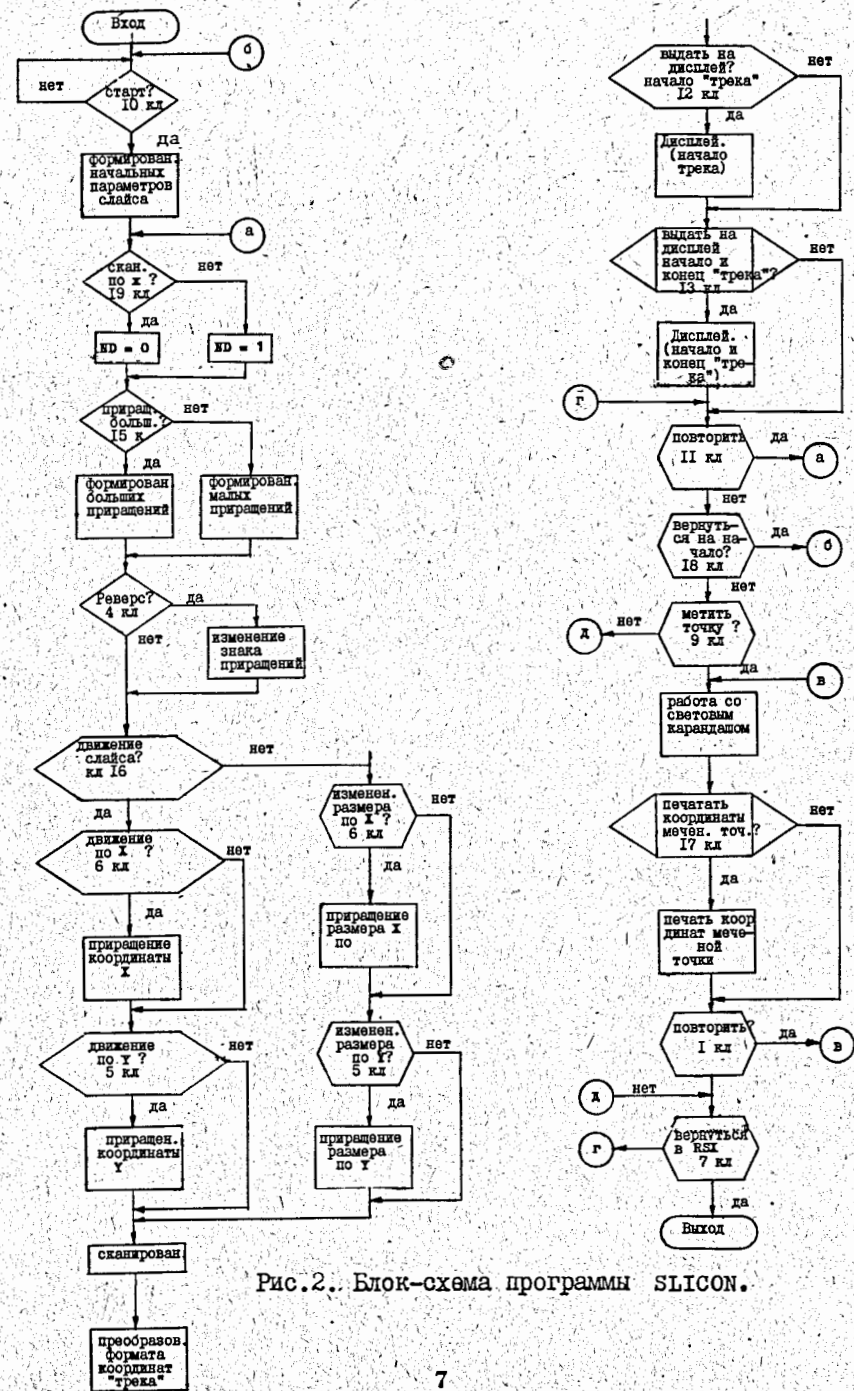 Вход
б
нет
старт?
10 кл
да
формирован.
начальных
параметров
слайса
а
скан.
по X ?
19 кл
нет
да
ND = 0
ND = 1
приращ.
больш.?
15 к
нет
да
формирован
больших
приращений
формирован.
малых
приращений
Реверс?
4 кл
да
нет
изменение
знака
приращений
движение
слайса?
кл 16
нет
да
движение
по X ?
6 кл
нет
да
приращение
координаты
X
движение
по Y ?
5 кл
нет
да
приращен.
координаты
Y
изменен.
размера
по X ?
6 кл
нет
да
приращение
размера X
по
изменен.
размера
по Y?
5 кл
нет
да
приращение
размера
по Y
сканирован.
преобразов.
формата
координат
"трека"
выдать на
дисплей?
начало "трека"
12 кл
нет
да
Дисплей.
(начало
трека)
выдать на
дисплей
начало и
конец "трека"?
13 кл
нет
да
Дисплей.
(начало и
конец "тре-
ка")
г
повторить
11 кл
да
а
нет
вернуть-
ся на на-
чало?
18 кл
да
б
нет
метить
точку ?
9 кл
нет
д
да
в
работа со
световым
карандашом
печатать
координаты
мечен. точ.?
17 кл
нет
да
печать коор
динат мече-
ной
точки
повторить?
1 кл
да
в
д
нет
вернуться
в RSX
7 кл
г
да
Выход
Рис.2. Блок-схема программы SLICON.
7